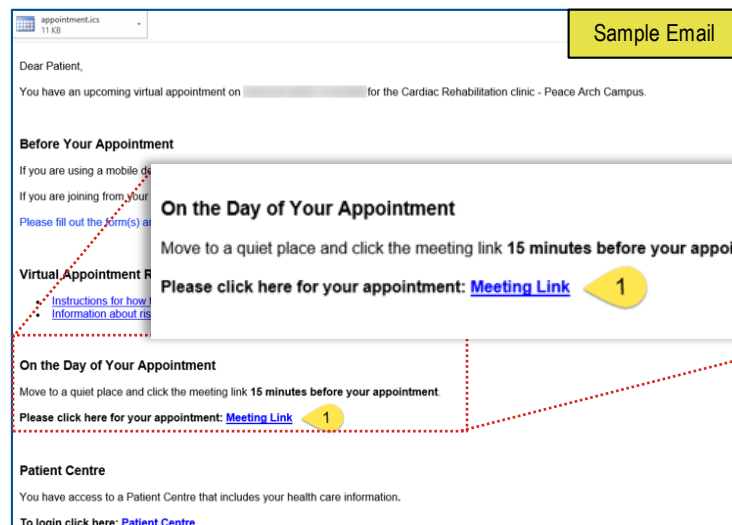 appointment.ics
11 KB
Sample Email
Dear Patient,
You have an upcoming virtual appointment on for the Cardiac Rehabilitation clinic - Peace Arch Campus.
Before Your Appointment
If you are using a mobile
If you are joining from your
Please fill out the form(s)
On the Day of Your Appointment
Move to a quiet place and click the meeting link 15 minutes before your
Please click here for your appointment: Meeting Link 1
Virtual Appointment
Instructions for how
Information about
On the Day of Your Appointment
Move to a quiet place and click the meeting link 15 minutes before your appointment.
Please click here for your appointment: Meeting Link 1
Patient Centre
You have access to a Patient Centre that includes your health care information.
To login click here: Patient Centre